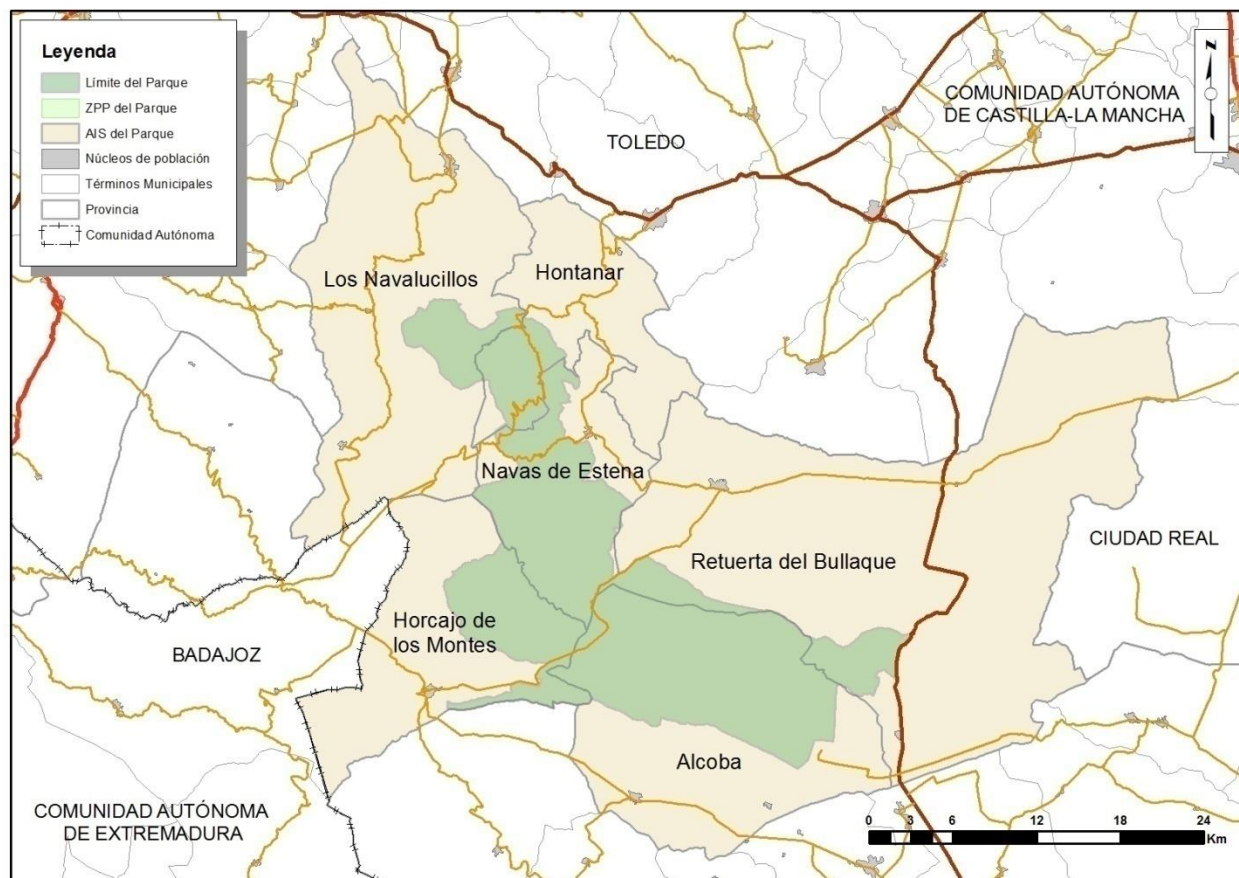 Leyenda
Límite del Parque
ZPP del Parque
AIS del Parque
Núcleos de población
Términos Municipales
Provincia
Comunidad Autónoma
N
COMUNIDAD AUTÓNOMA
DE CASTILLA-LA MANCHA
TOLEDO
Los Navalucillos
Hontanar
Navas de Estena
CIUDAD REAL
Retuerta del Bullaque
Horcajo de
los Montes
BADAJOZ
Alcoba
COMUNIDAD AUTÓNOMA
DE EXTREMADURA
0 3 6 12 18 24
Km